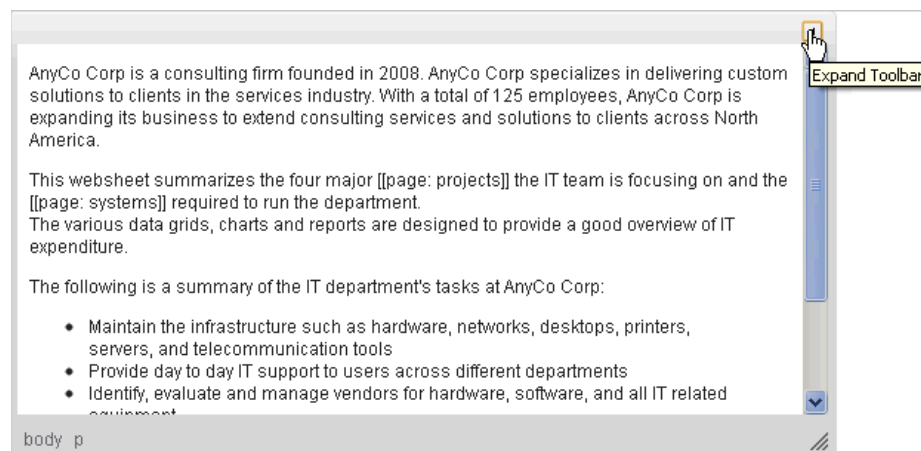 Expand Toolbar
AnyCo Corp is a consulting firm founded in 2008. AnyCo Corp specializes in delivering custom
solutions to clients in the services industry. With a total of 125 employees, AnyCo Corp is
expanding its business to extend consulting services and solutions to clients across North
America.
This websheet summarizes the four major [[page: projects]] the IT team is focusing on and the
[[page: systems]] required to run the department.
The various data grids, charts and reports are designed to provide a good overview of IT
expenditure.
The following is a summary of the IT department's tasks at AnyCo Corp:
Maintain the infrastructure such as hardware, networks, desktops, printers,
servers, and telecommunication tools
Provide day to day IT support to users across different departments
Identify, evaluate and manage vendors for hardware, software, and all IT related
body p